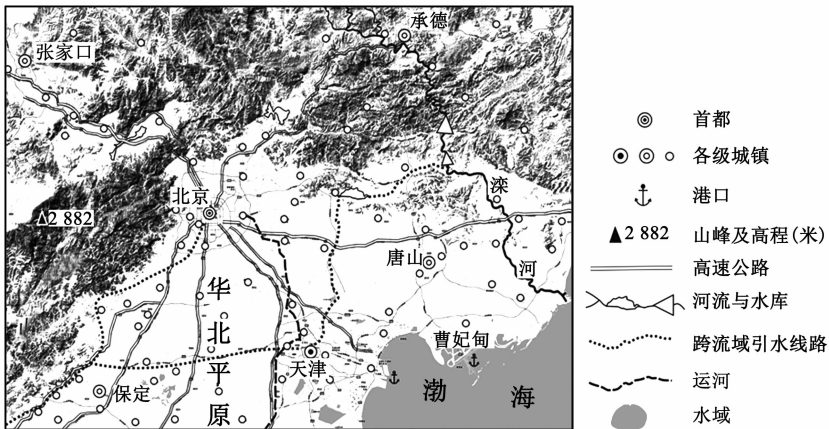 承德
张家口
北京
2 882
滦
河
唐山
华
北
平
原
曹妃甸
天津
保定
渤
海
首都
各级城镇
港口
2 882
山峰及高程(米)
高速公路
河流与水库
跨流域引水线路
运河
水域